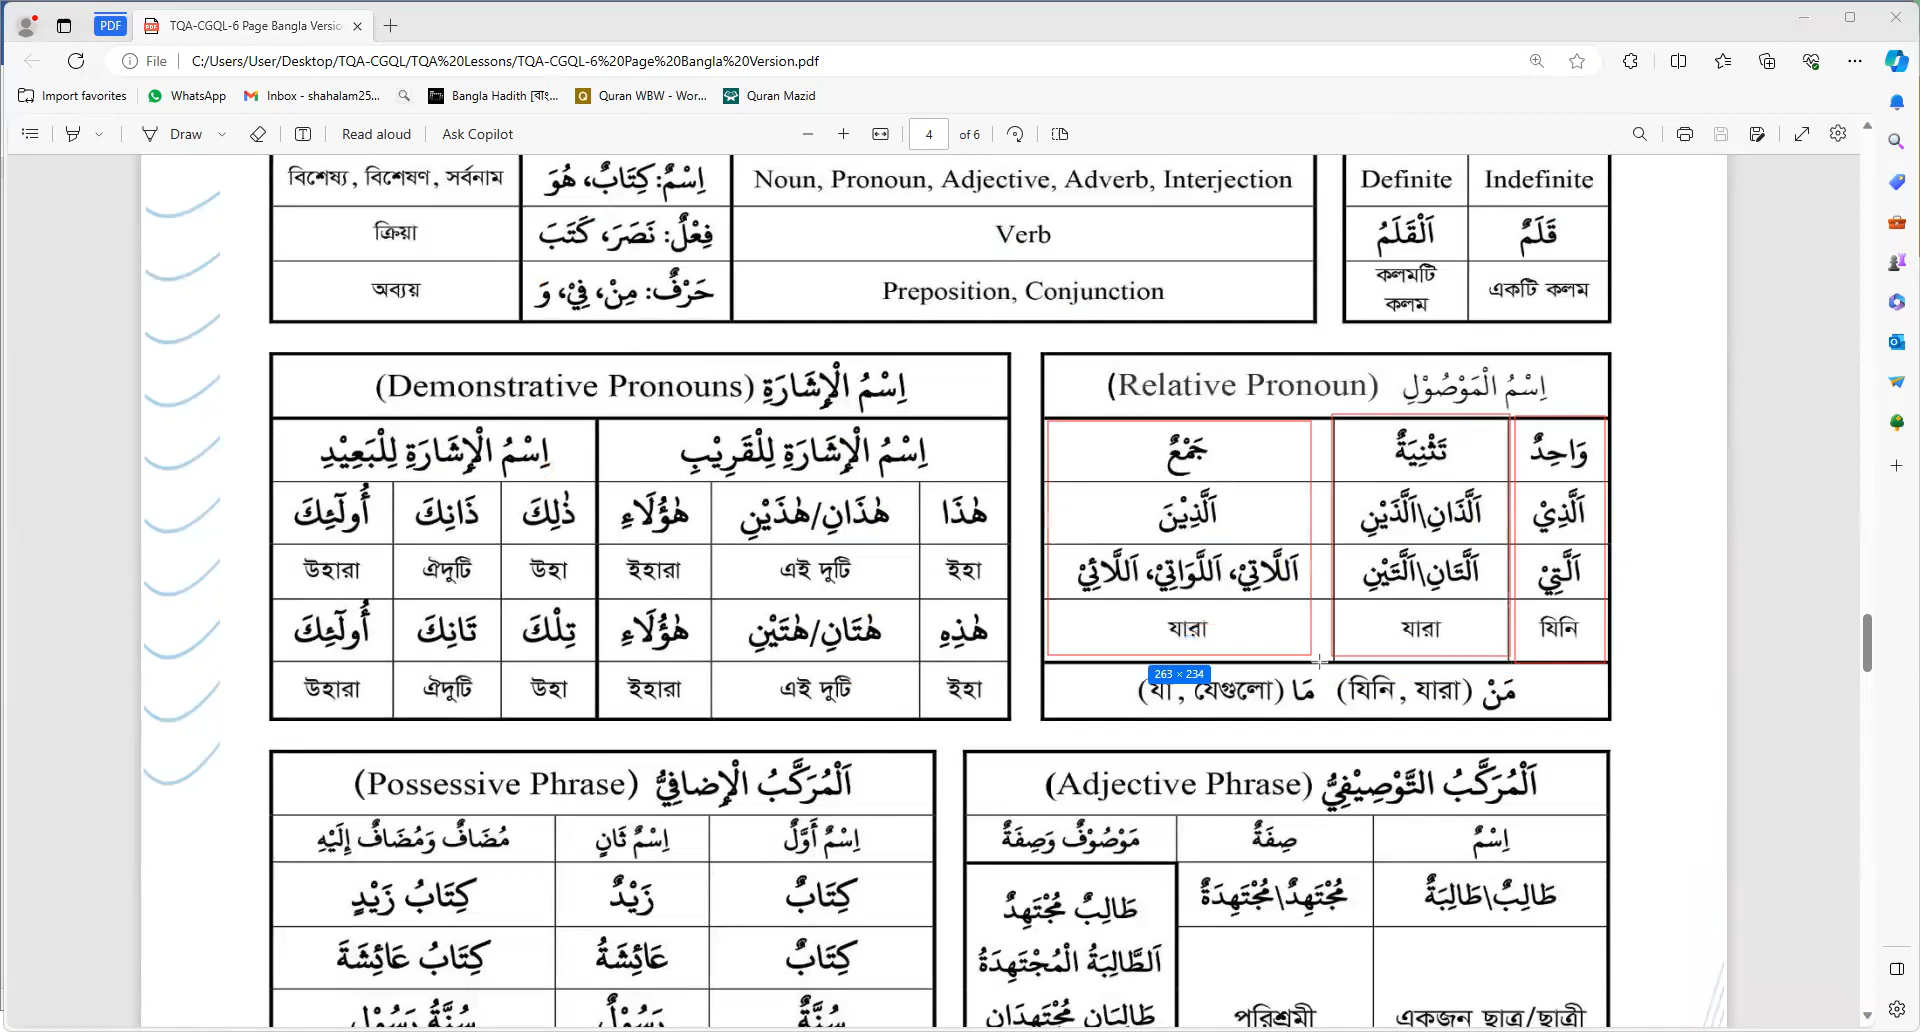 PDF
TQA-CGQL-6 Page Bangla Versio
File C:/Users/User/Desktop/TQA-CGQL/TQA%20Lessons/TQA-CGQL-6%20Page%20Bangla%20Version.pdf
Import favorites WhatsApp Inbox - shahalam25... Bangla Hadith [বাং... Quran WBW - Wor... Quran Mazid
Draw Read aloud Ask Copilot 4 of 6
বিশেষ্য, বিশেষণ, সর্বনাম اِسْمٌ: كِتَابٌ، هُوَ Noun, Pronoun, Adjective, Adverb, Interjection
ক্রিয়া فِعْلٌ: نَصَرَ، كَتَبَ Verb
অব্যয় حَرْفٌ: مِنْ، فِيْ، وَ Preposition, Conjunction
Definite Indefinite
اَلْقَلَمُ قَلَمٌ
কলমটি
কলম একটি কলম
(Demonstrative Pronouns) اِسْمُ الْإِشَارَةِ
اِسْمُ الْإِشَارَةِ لِلْقَرِيْبِ اِسْمُ الْإِشَارَةِ لِلْبَعِيْدِ
هٰذَا هٰذَانِ/هٰذَيْنِ هٰؤُلَاءِ ذٰلِكَ ذَانِكَ أُولٓئِكَ
উহারা ঐদুটি উহা ইহারা এই দুটি ইহা
هٰذِهِ هٰتَانِ/هٰتَيْنِ هٰؤُلَاءِ تِلْكَ تَانِكَ أُولٓئِكَ
উহারা ঐদুটি উহা ইহারা এই দুটি ইহা
(Relative Pronoun) اِسْمُ الْمَوْصُوْلِ
وَاحِدٌ تَثْنِيَةٌ جَمْعٌ
اَلَّذِيْ اَلَّذَانِ\اَلَّذَيْنِ اَلَّذِيْنَ
اَلَّتِيْ اَلَّتَانِ\اَلَّتَيْنِ اَللَّاتِيْ، اَللَّوَاتِيْ، اَللَّائِيْ
যারা যারা যিনি
263 × 234
مَنْ (যিনি, যারা) مَا (যা, যেগুলো)
(Possessive Phrase) اَلْمُرَكَّبُ الْإِضافِيُّ
اِسْمٌ أَوَّلٌ اِسْمٌ ثَانٍ مُضَافٌ وَمُضَافٌ إِلَيْهِ
كِتَابٌ زَيْدٌ كِتَابُ زَيْدٍ
كِتَابٌ عَائِشَةُ كِتَابُ عَائِشَةَ
سُنَّةٌ رَسُوْلٌ سُنَّةُ رَسُوْلٍ
(Adjective Phrase) اَلْمُرَكَّبُ التَّوْصِيْفِيُّ
اِسْمٌ صِفَةٌ مَوْصُوْفٌ وَصِفَةٌ
طَالِبٌ\طَالِبَةٌ مُجْتَهِدٌ\مُجْتَهِدَةٌ طَالِبٌ مُجْتَهِدٌ
اَلطَّالِبَةُ الْمُجْتَهِدَةُ
طَالِبَانِ مُجْتَهِدَانِ
পরিশ্রমী একজন ছাত্র/ছাত্রী